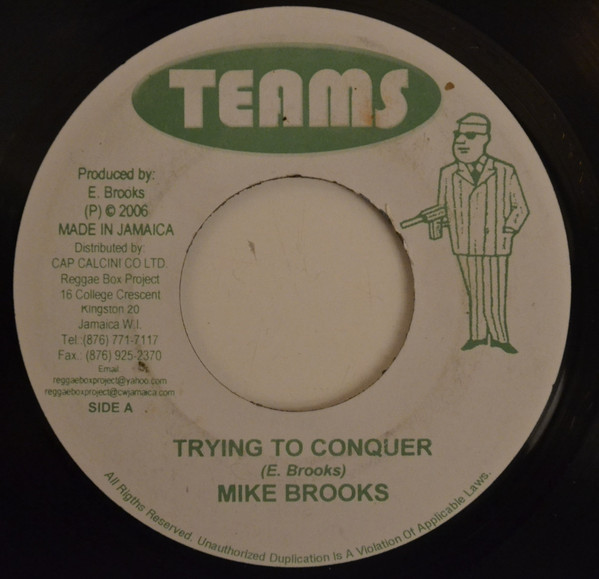 TEAMS
Produced by:
E. Brooks
(P) © 2006
MADE IN JAMAICA
Distributed by:
CAP CALCINI CO LTD.
Reggae Box Project
16 College Crescent
Kingston 20
Jamaica W.I.
Tel.:(876) 771-7117
Fax.: (876) 925-2370
Email
reggaeboxproject@yahoo.com
reggaeboxproject@cwjamaica.com
SIDE A
TRYING TO CONQUER
(E. Brooks)
MIKE BROOKS
All Rigths Reserved. Unauthorized Duplication Is A Violation Of Applicable Laws.